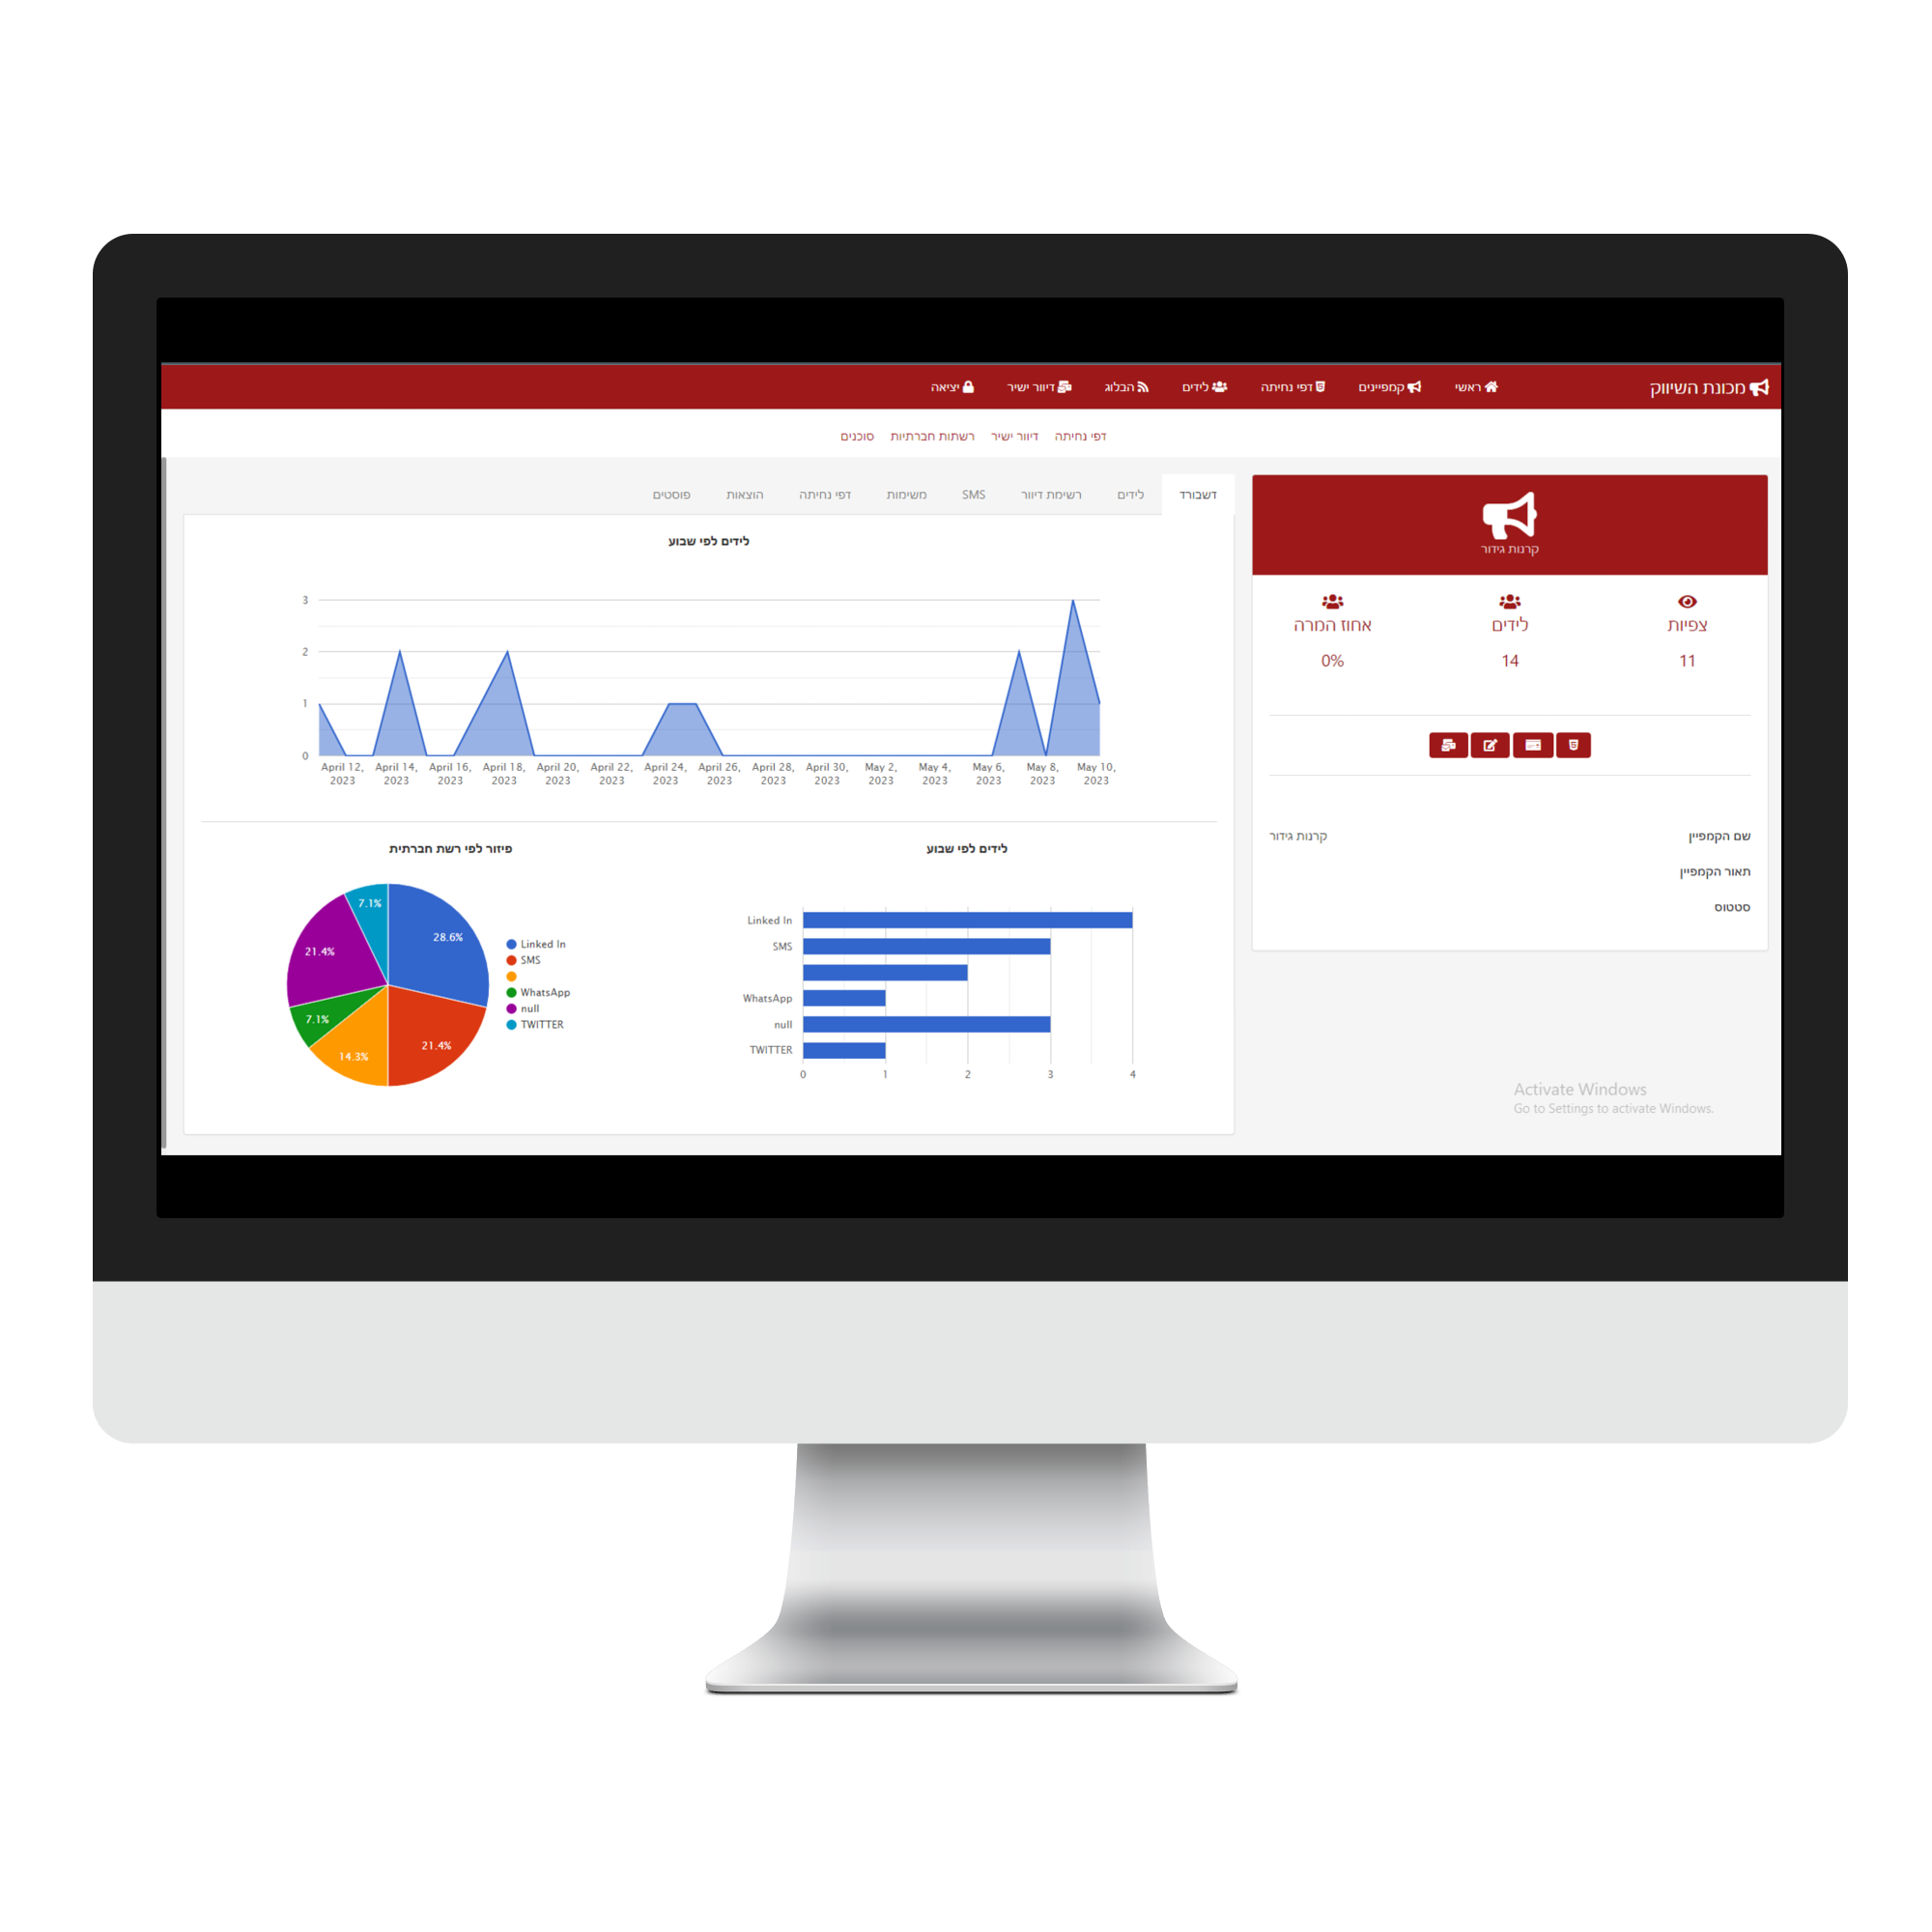 מכונת השיווק
ראשי
קמפיינים
דפי נחיתה
לידים
הבלוג
דיוור ישיר
יציאה
דפי נחיתה
דיוור ישיר
רשתות חברתיות
סוכנים
קרנות גידור
צפיות
לידים
אחוז המרה
11
14
0%
שם הקמפיין
קרנות גידור
תאור הקמפיין
סטטוס
דשבורד
לידים
רשימת דיוור
SMS
משימות
דפי נחיתה
הוצאות
פוסטים
לידים לפי שבוע
3
2
1
0
April 12, 2023
April 14, 2023
April 16, 2023
April 18, 2023
April 20, 2023
April 22, 2023
April 24, 2023
April 26, 2023
April 28, 2023
April 30, 2023
May 2, 2023
May 4, 2023
May 6, 2023
May 8, 2023
May 10, 2023
לידים לפי שבוע
Linked In
SMS
WhatsApp
null
TWITTER
0
1
2
3
4
פיזור לפי רשת חברתית
28.6%
21.4%
14.3%
7.1%
21.4%
7.1%
Linked In
SMS
WhatsApp
null
TWITTER
Activate Windows
Go to Settings to activate Windows.